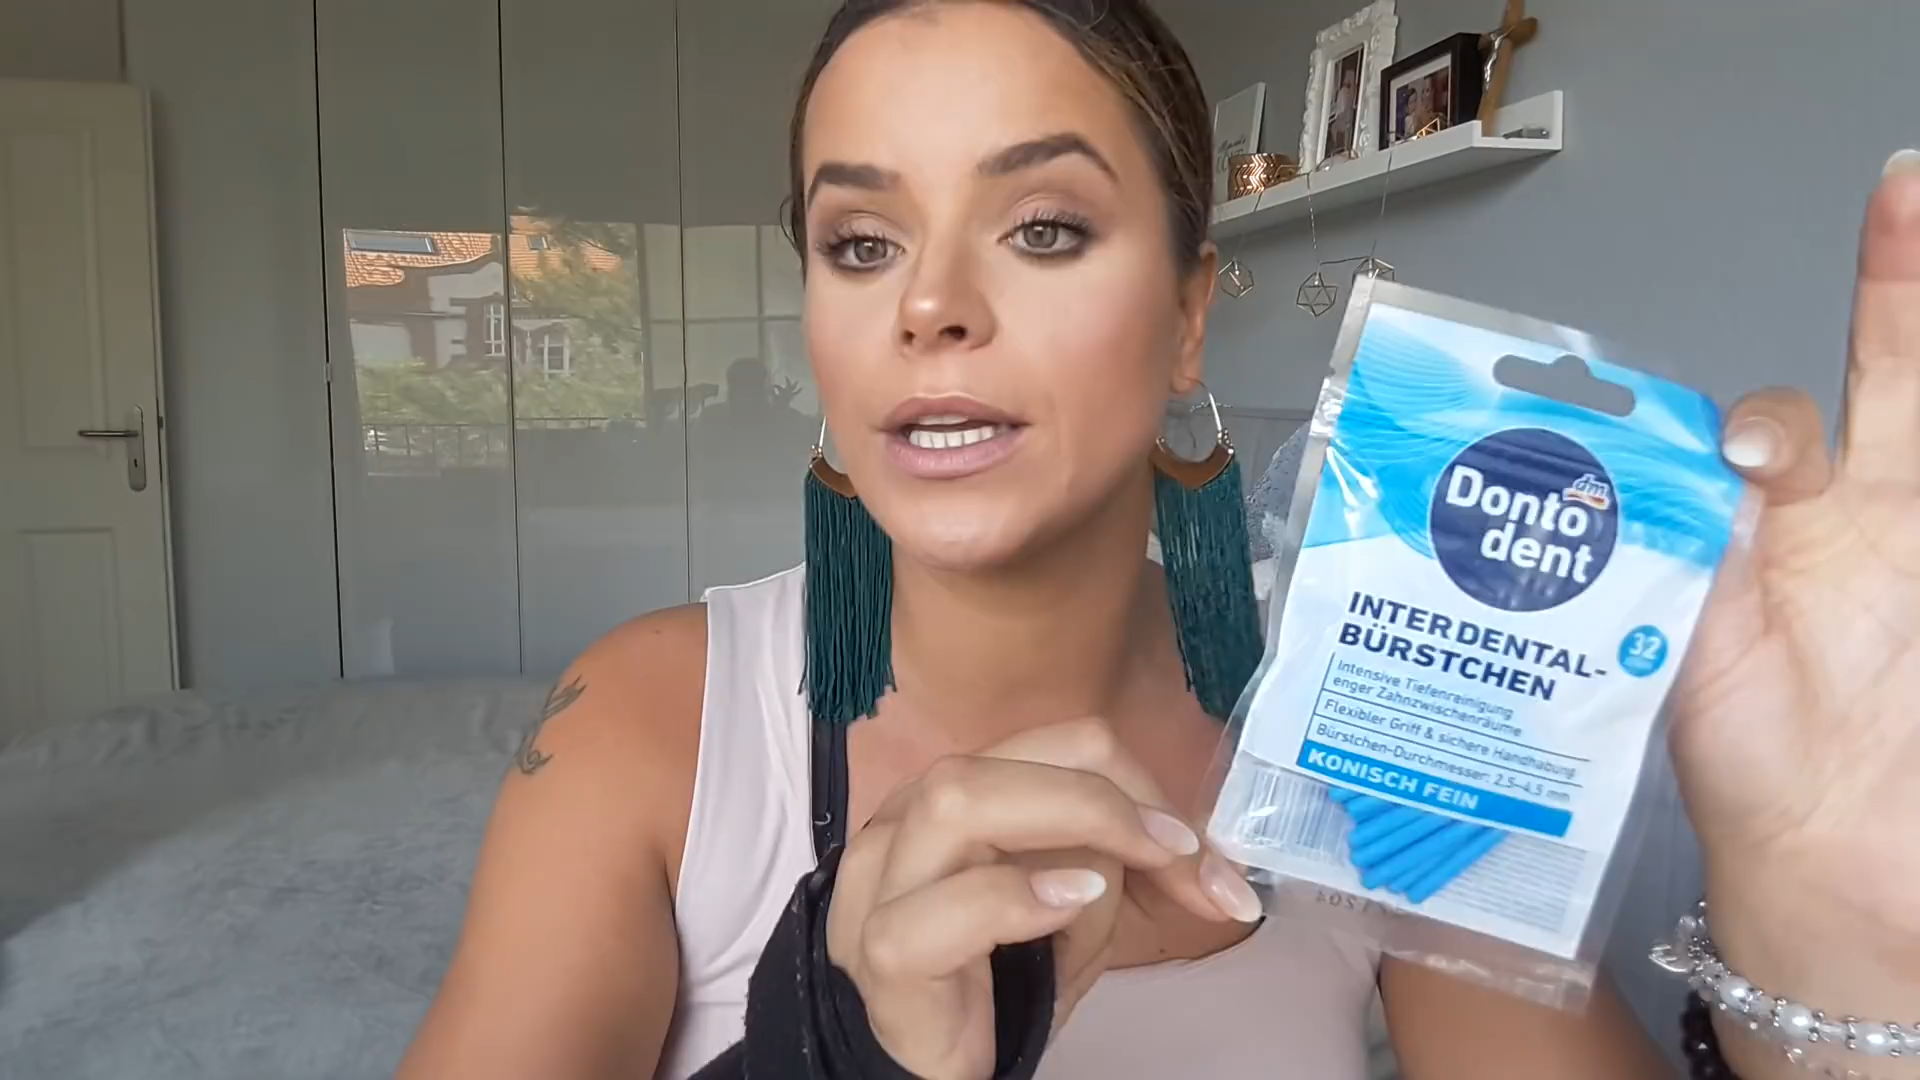 dm
Donto
dent
INTERDENTAL-
BÜRSTCHEN
32
Intensive Tiefenreinigung
enger Zahnzwischenräume
Flexibler Griff & sichere Handhabung
Bürstchen-Durchmesser: 2,5-4,5 mm
KONISCH FEIN